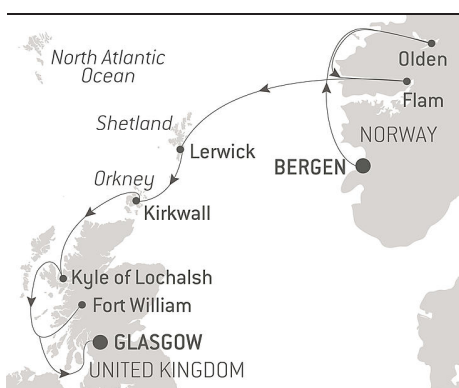 North Atlantic
Ocean
Olden
Flam
NORWAY
Shetland
Lerwick
BERGEN
Orkney
Kirkwall
Kyle of Lochalsh
Fort William
GLASGOW
UNITED KINGDOM